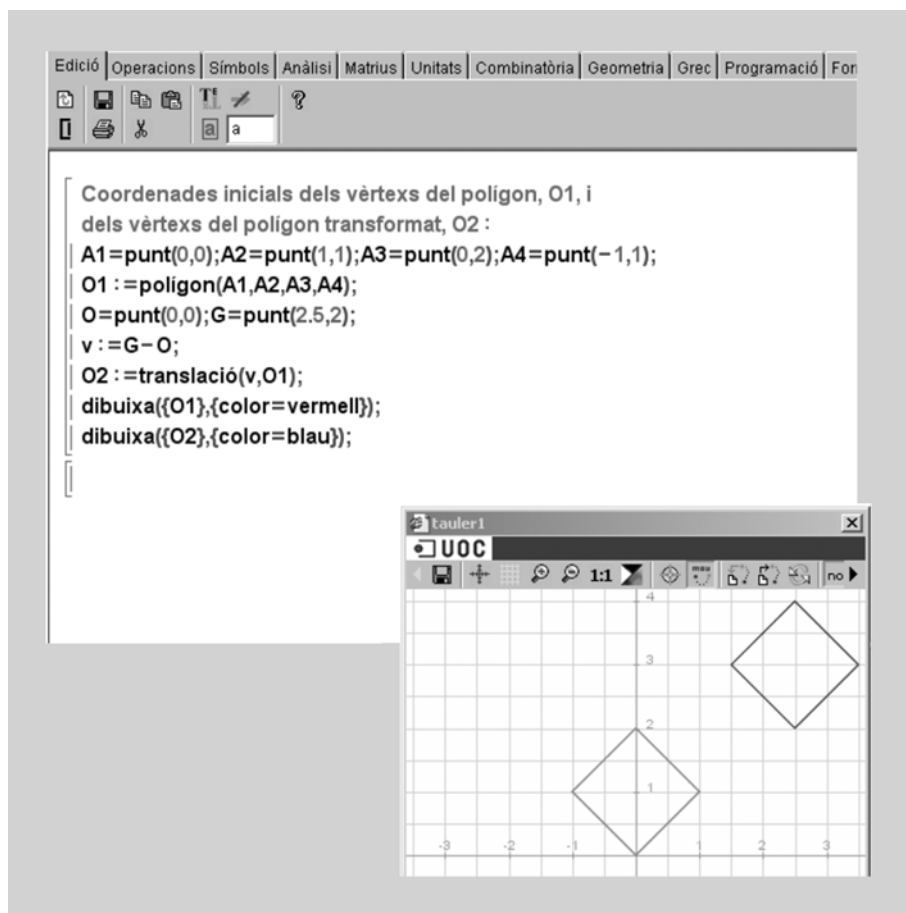 Edició Operacions Símbols Anàlisi Matrius Unitats Combinatòria Geometria Grec Programació For
a a
Coordenades inicials dels vèrtexs del polígon, O1, i
dels vèrtexs del polígon transformat, O2 :
A1=punt(0,0);A2=punt(1,1);A3=punt(0,2);A4=punt(−1,1);
O1 :=polígon(A1,A2,A3,A4);
O=punt(0,0);G=punt(2.5,2);
v :=G−O;
O2 :=translació(v,O1);
dibuixa({O1},{color=vermell});
dibuixa({O2},{color=blau});
tauler1
UOC
1:1 mou no
4
3
2
1
-3 -2 -1 1 2 3